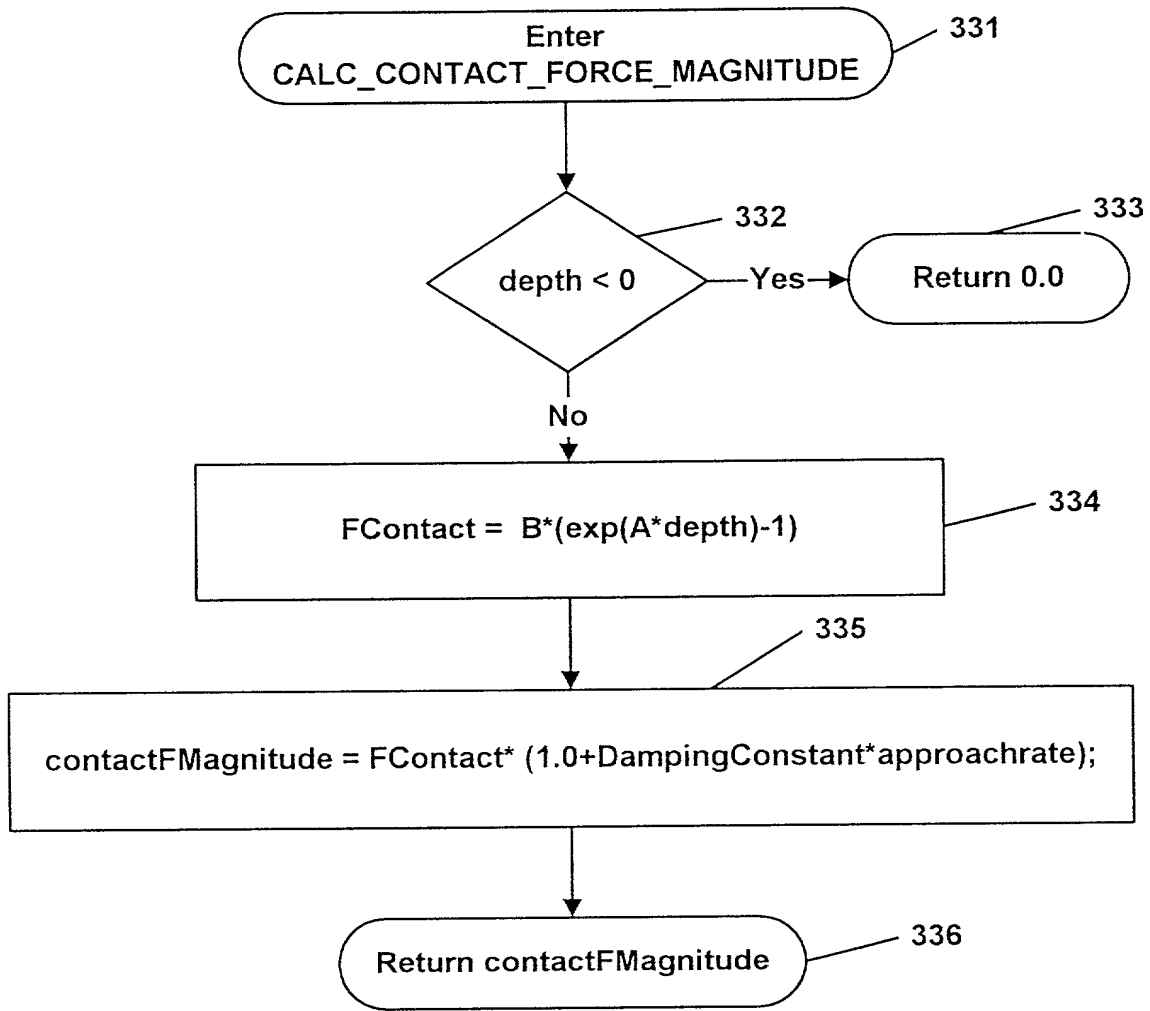 Enter
CALC_CONTACT_FORCE_MAGNITUDE
331
332
333
depth < 0
Yes
Return 0.0
No
FContact = B*(exp(A*depth)-1)
334
335
contactFMagnitude = FContact* (1.0+DampingConstant*approachrate);
Return contactFMagnitude
336